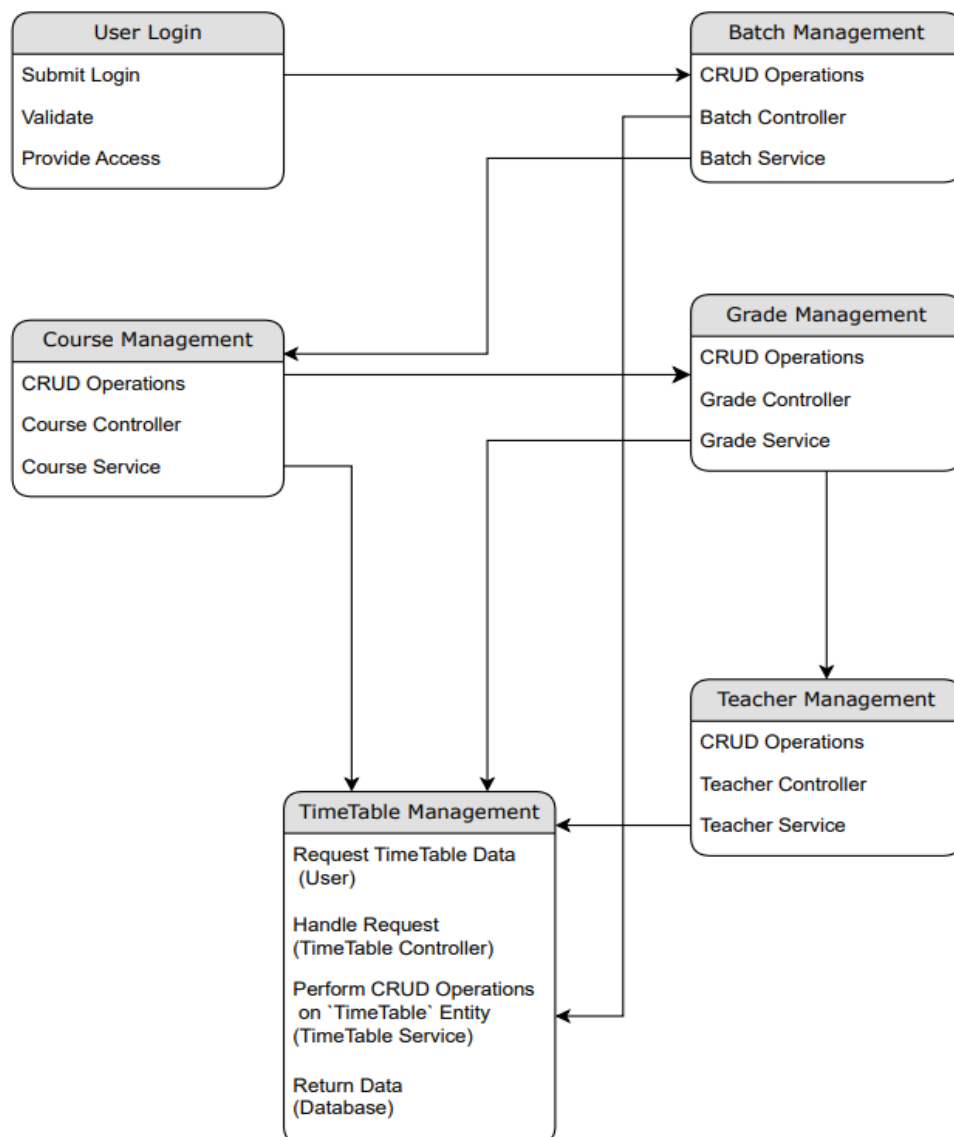 User Login
Submit Login
Validate
Provide Access
Batch Management
CRUD Operations
Batch Controller
Batch Service
Course Management
CRUD Operations
Course Controller
Course Service
Grade Management
CRUD Operations
Grade Controller
Grade Service
Teacher Management
CRUD Operations
Teacher Controller
Teacher Service
TimeTable Management
Request TimeTable Data
(User)
Handle Request
(TimeTable Controller)
Perform CRUD Operations
on `TimeTable` Entity
(TimeTable Service)
Return Data
(Database)